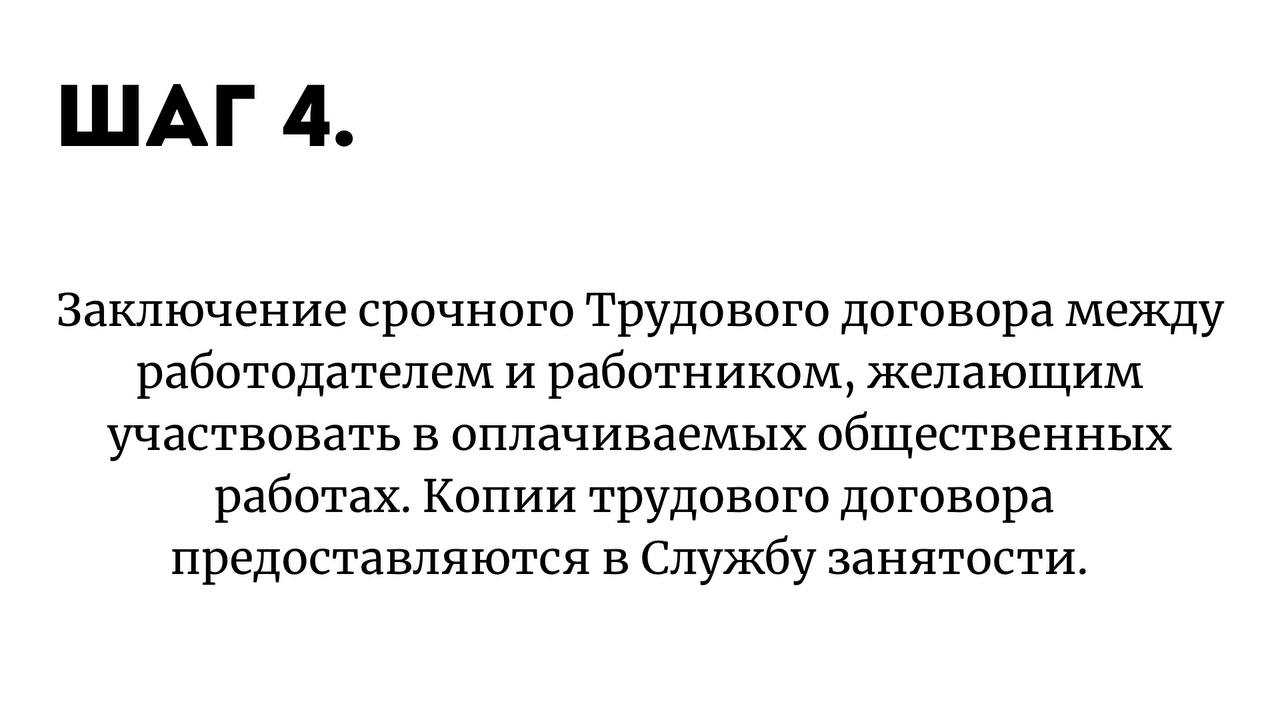 ШАГ 4.
Заключение срочного Трудового договора между
работодателем и работником, желающим
участвовать в оплачиваемых общественных
работах. Копии трудового договора
предоставляются в Службу занятости.